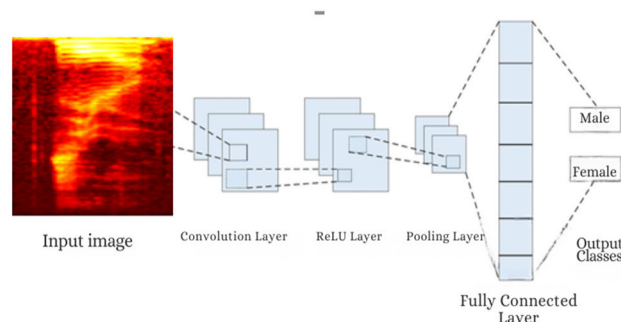 Male
Female
Input image
Convolution Layer
ReLU Layer
Pooling Layer
Output
Classes
Fully Connected
Layer